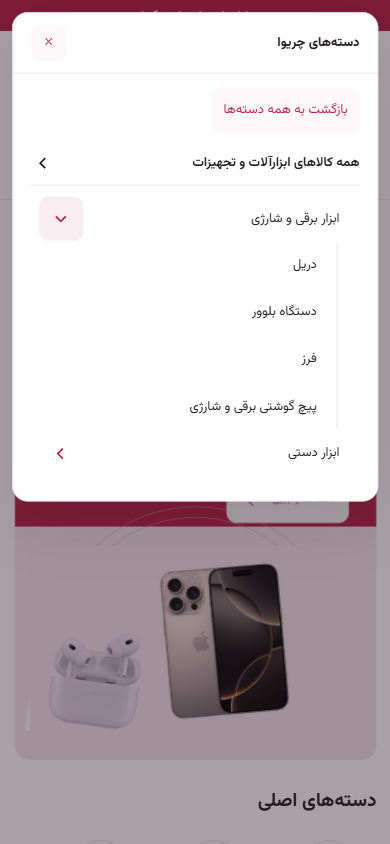 دسته‌های چریوا
بازگشت به همه دسته‌ها
همه کالاهای ابزارآلات و تجهیزات
ابزار برقی و شارژی
دریل
دستگاه بلوور
فرز
پیچ گوشتی برقی و شارژی
ابزار دستی
دسته‌های اصلی